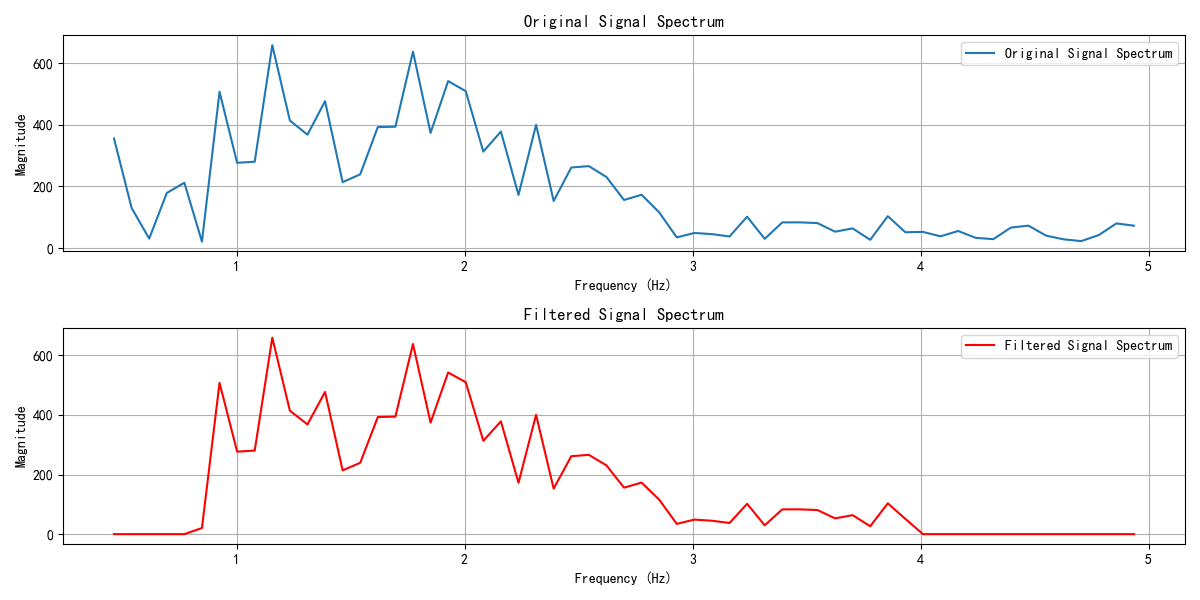 Original Signal Spectrum
Original Signal Spectrum
Magnitude
600
400
200
0
1 2 3 4 5
Frequency (Hz)
Filtered Signal Spectrum
Filtered Signal Spectrum
Magnitude
600
400
200
0
1 2 3 4 5
Frequency (Hz)